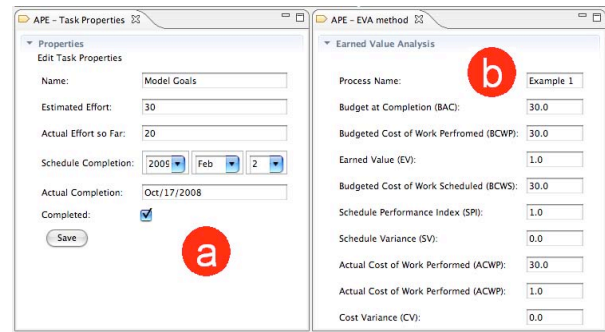 APE - Task Properties
Properties
Edit Task Properties
Name: Model Goals
Estimated Effort: 30
Actual Effort so Far: 20
Schedule Completion: 2009 Feb 2
Actual Completion: Oct/17/2008
Completed:
Save
a
APE - EVA method
Earned Value Analysis
b
Process Name: Example 1
Budget at Completion (BAC): 30.0
Budgeted Cost of Work Perfromed (BCWP): 30.0
Earned Value (EV): 1.0
Budgeted Cost of Work Scheduled (BCWS): 30.0
Schedule Performance Index (SPI): 1.0
Schedule Variance (SV): 0.0
Actual Cost of Work Performed (ACWP): 30.0
Actual Cost of Work Performed (ACWP): 1.0
Cost Variance (CV): 0.0